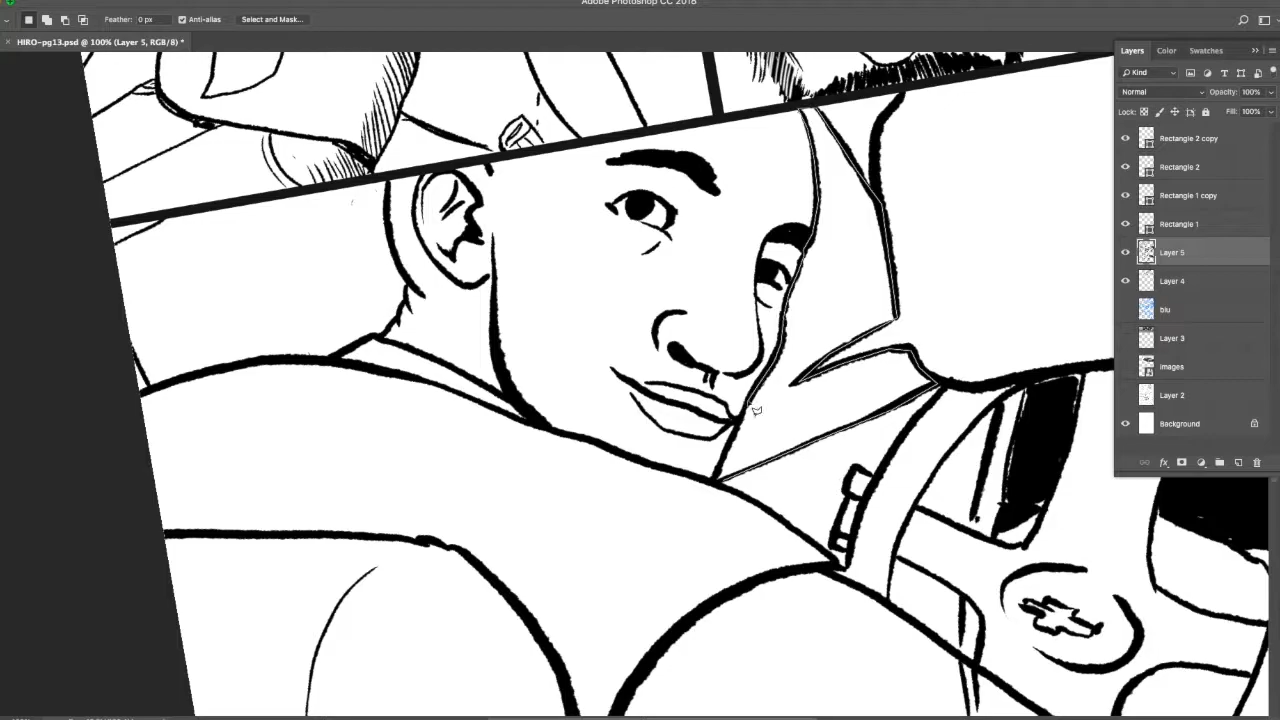 Adobe Photoshop CC 2018
Feather: 0 px
Anti-alias
Select and Mask...
HIRO-pg13.psd @ 100% (Layer 5, RGB/8) *
Layers
Color
Swatches
Kind
Normal
Opacity: 100%
Lock:
Fill: 100%
Rectangle 2 copy
Rectangle 2
Rectangle 1 copy
Rectangle 1
Layer 5
Layer 4
blu
Layer 3
images
Layer 2
Background